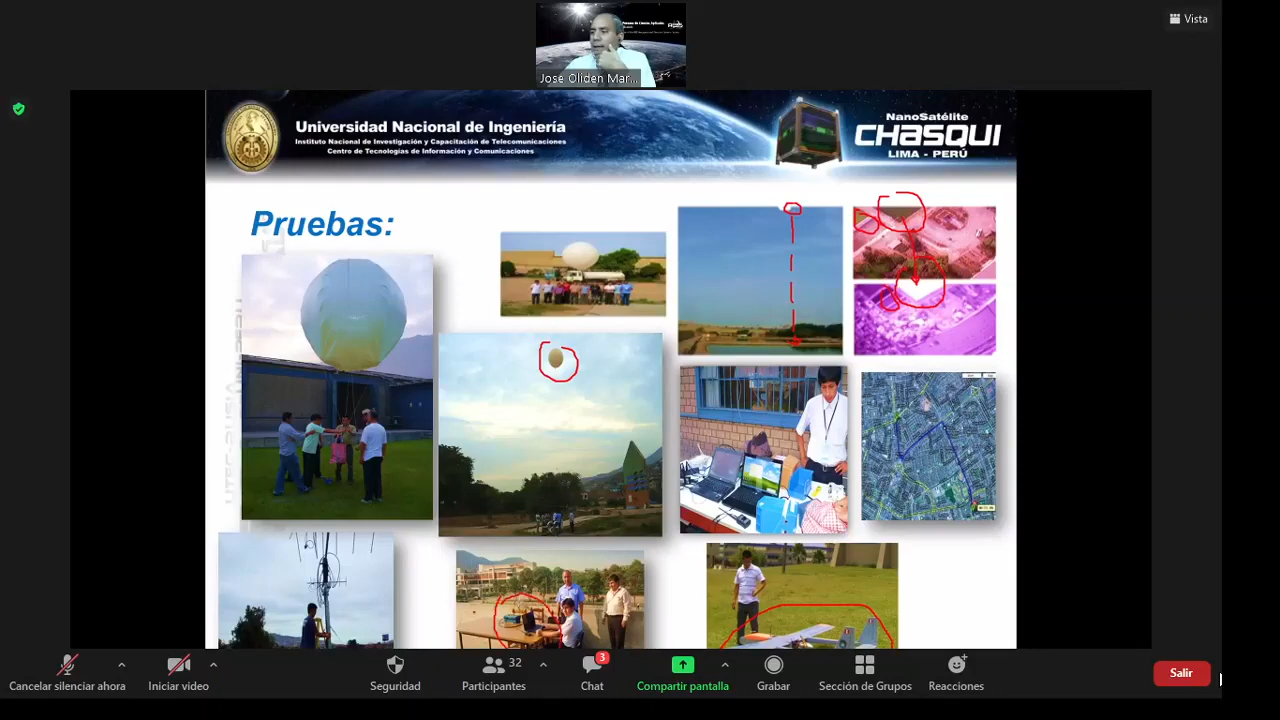 Vista
Jose Oliden Mar...
Universidad Nacional de Ingeniería
Instituto Nacional de Investigación y Capacitación de Telecomunicaciones
Centro de Tecnologías de Información y Comunicaciones
NanoSatélite
CHASQUI
LIMA - PERÚ
Pruebas:
Cancelar silenciar ahora
Iniciar video
Seguridad
32
Participantes
3
Chat
Compartir pantalla
Grabar
Sección de Grupos
Reacciones
Salir